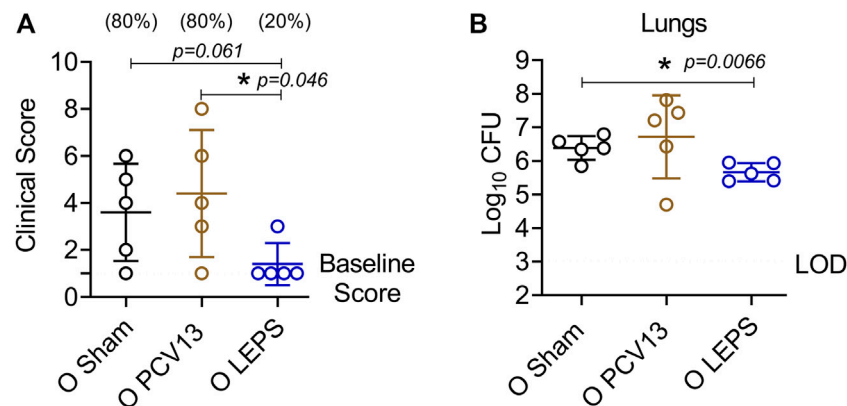 A
(80%) (80%) (20%)
p=0.061
* p=0.046
Clinical Score
10
8
6
4
2
0
Baseline
Score
O Sham
O PCV13
O LEPS
B
Lungs
* p=0.0066
Log10 CFU
9
8
7
6
5
4
3
2
LOD
O Sham
O PCV13
O LEPS